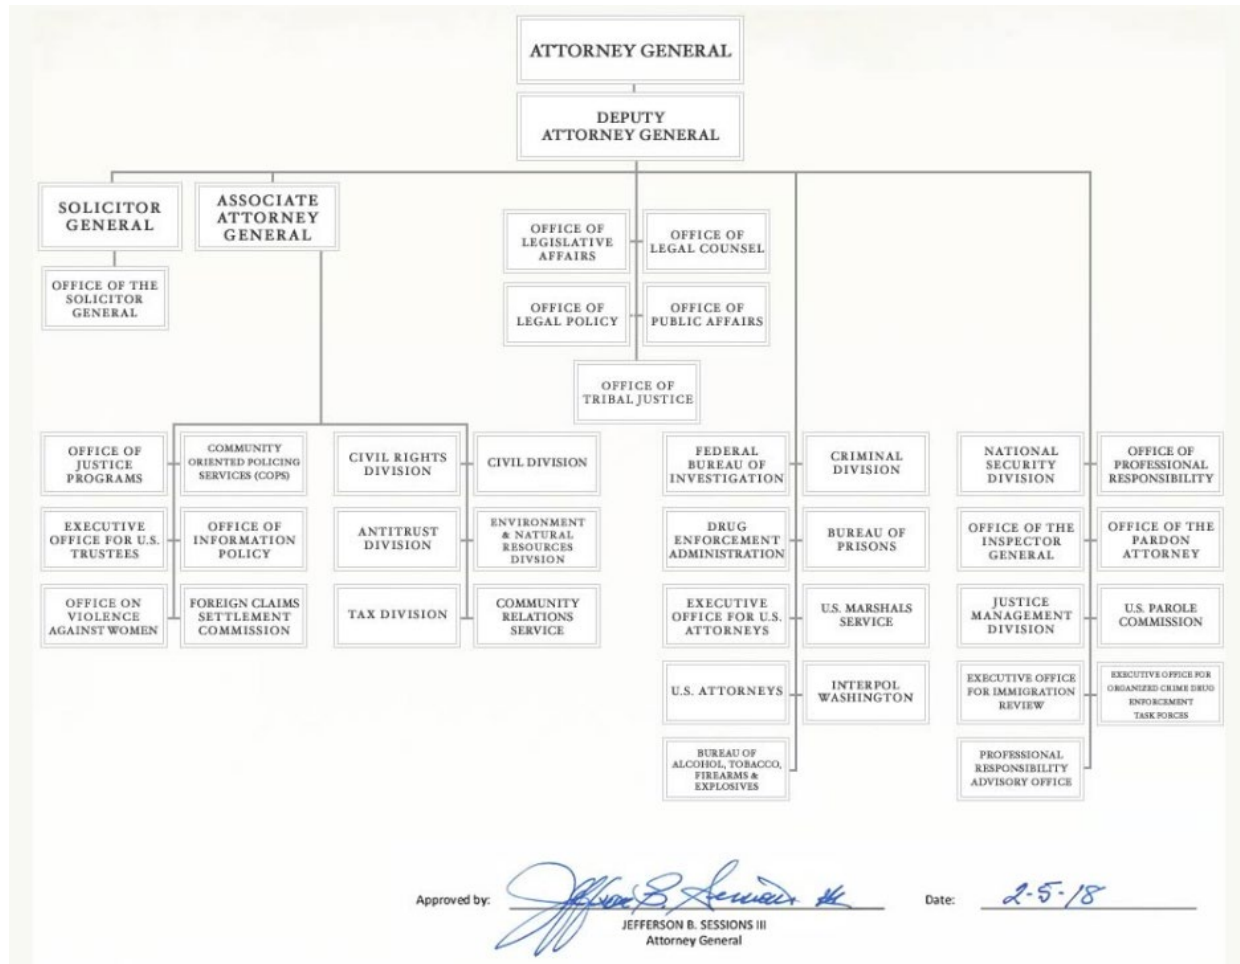 ATTORNEY GENERAL
DEPUTY
ATTORNEY GENERAL
SOLICITOR
GENERAL
ASSOCIATE
ATTORNEY
GENERAL
OFFICE OF THE
SOLICITOR
GENERAL
OFFICE OF
LEGISLATIVE
AFFAIRS
OFFICE OF
LEGAL COUNSEL
OFFICE OF
LEGAL POLICY
OFFICE OF
PUBLIC AFFAIRS
OFFICE OF
TRIBAL JUSTICE
OFFICE OF
JUSTICE
PROGRAMS
COMMUNITY
ORIENTED POLICING
SERVICES (COPS)
CIVIL RIGHTS
DIVISION
CIVIL DIVISION
FEDERAL
BUREAU OF
INVESTIGATION
CRIMINAL
DIVISION
NATIONAL
SECURITY
DIVISION
OFFICE OF
PROFESSIONAL
RESPONSIBILITY
EXECUTIVE
OFFICE FOR U.S.
TRUSTEES
OFFICE OF
INFORMATION
POLICY
ANTITRUST
DIVISION
ENVIRONMENT
& NATURAL
RESOURCES
DIVSION
DRUG
ENFORCEMENT
ADMINISTRATION
BUREAU OF
PRISONS
OFFICE OF THE
INSPECTOR
GENERAL
OFFICE OF THE
PARDON
ATTORNEY
OFFICE ON
VIOLENCE
AGAINST WOMEN
FOREIGN CLAIMS
SETTLEMENT
COMMISSION
TAX DIVISION
COMMUNITY
RELATIONS
SERVICE
EXECUTIVE
OFFICE FOR U.S.
ATTORNEYS
U.S. MARSHALS
SERVICE
JUSTICE
MANAGEMENT
DIVISION
U.S. PAROLE
COMMISSION
U.S. ATTORNEYS
INTERPOL
WASHINGTON
EXECUTIVE OFFICE
FOR IMMIGRATION
REVIEW
EXECUTIVE OFFICE FOR
ORGANIZED CRIME DRUG
ENFORCEMENT
TASK FORCES
BUREAU OF
ALCOHOL, TOBACCO,
FIREARMS &
EXPLOSIVES
PROFESSIONAL
RESPONSIBILITY
ADVISORY OFFICE
Approved by: Jefferson B. Sessions III Date: 2-5-18
JEFFERSON B. SESSIONS III
Attorney General